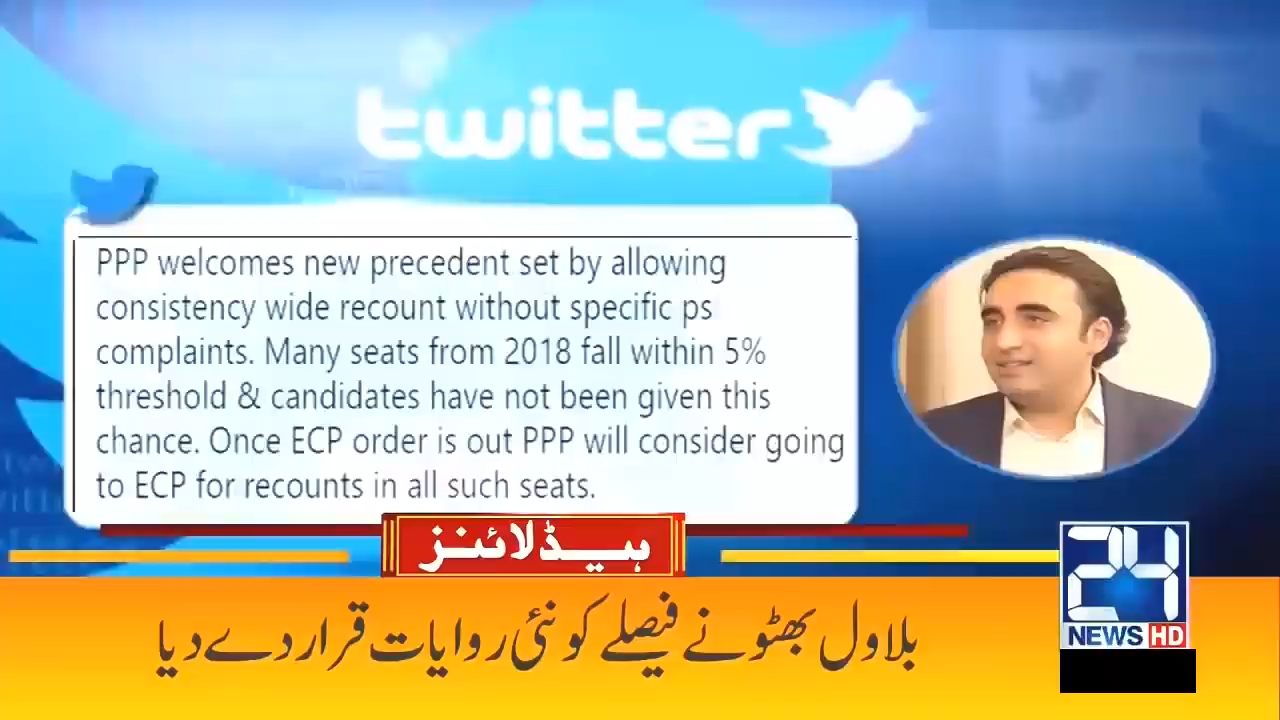 twitter
PPP welcomes new precedent set by allowing
consistency wide recount without specific ps
complaints. Many seats from 2018 fall within 5%
threshold & candidates have not been given this
chance. Once ECP order is out PPP will consider going
to ECP for recounts in all such seats.
ہیڈلائنز
24
NEWS HD
بلاول بھٹو نے فیصلے کو نئی روایات قرار دے دیا